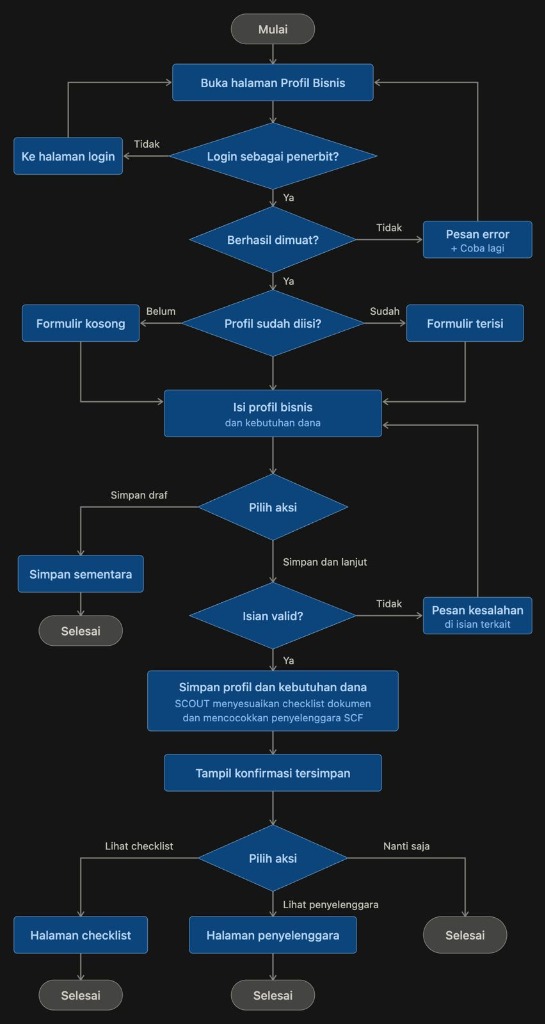 Mulai
Buka halaman Profil Bisnis
Tidak
Ke halaman login
Login sebagai penerbit?
Ya
Tidak
Berhasil dimuat?
Pesan error
+ Coba lagi
Ya
Belum
Sudah
Formulir kosong
Profil sudah diisi?
Formulir terisi
Isi profil bisnis
dan kebutuhan dana
Simpan draf
Pilih aksi
Simpan dan lanjut
Simpan sementara
Tidak
Isian valid?
Pesan kesalahan
di isian terkait
Selesai
Ya
Simpan profil dan kebutuhan dana
SCOUT menyesuaikan checklist dokumen
dan mencocokkan penyelenggara SCF
Tampil konfirmasi tersimpan
Lihat checklist
Nanti saja
Pilih aksi
Lihat penyelenggara
Halaman checklist
Halaman penyelenggara
Selesai
Selesai
Selesai